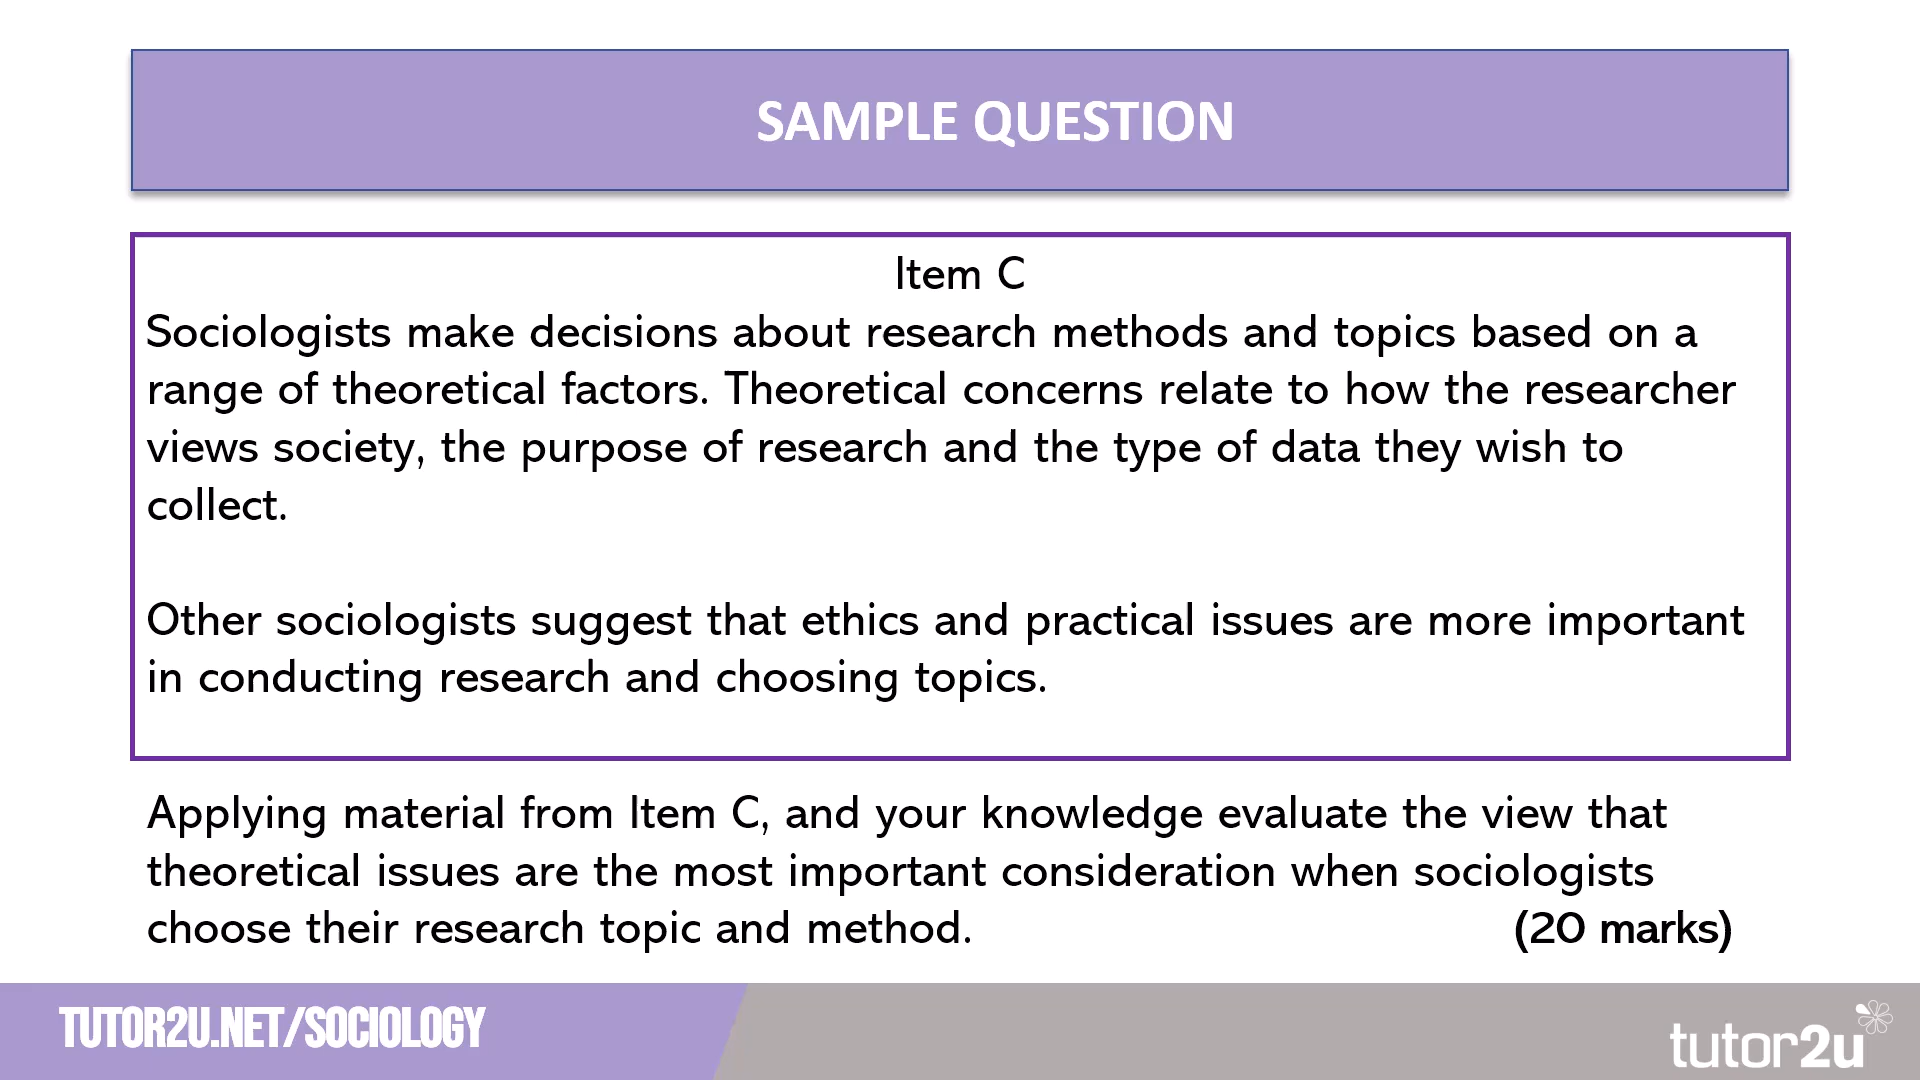 SAMPLE QUESTION
Item C
Sociologists make decisions about research methods and topics based on a
range of theoretical factors. Theoretical concerns relate to how the researcher
views society, the purpose of research and the type of data they wish to
collect.
Other sociologists suggest that ethics and practical issues are more important
in conducting research and choosing topics.
Applying material from Item C, and your knowledge evaluate the view that
theoretical issues are the most important consideration when sociologists
choose their research topic and method. (20 marks)
TUTOR2U.NET/SOCIOLOGY
tutor2u